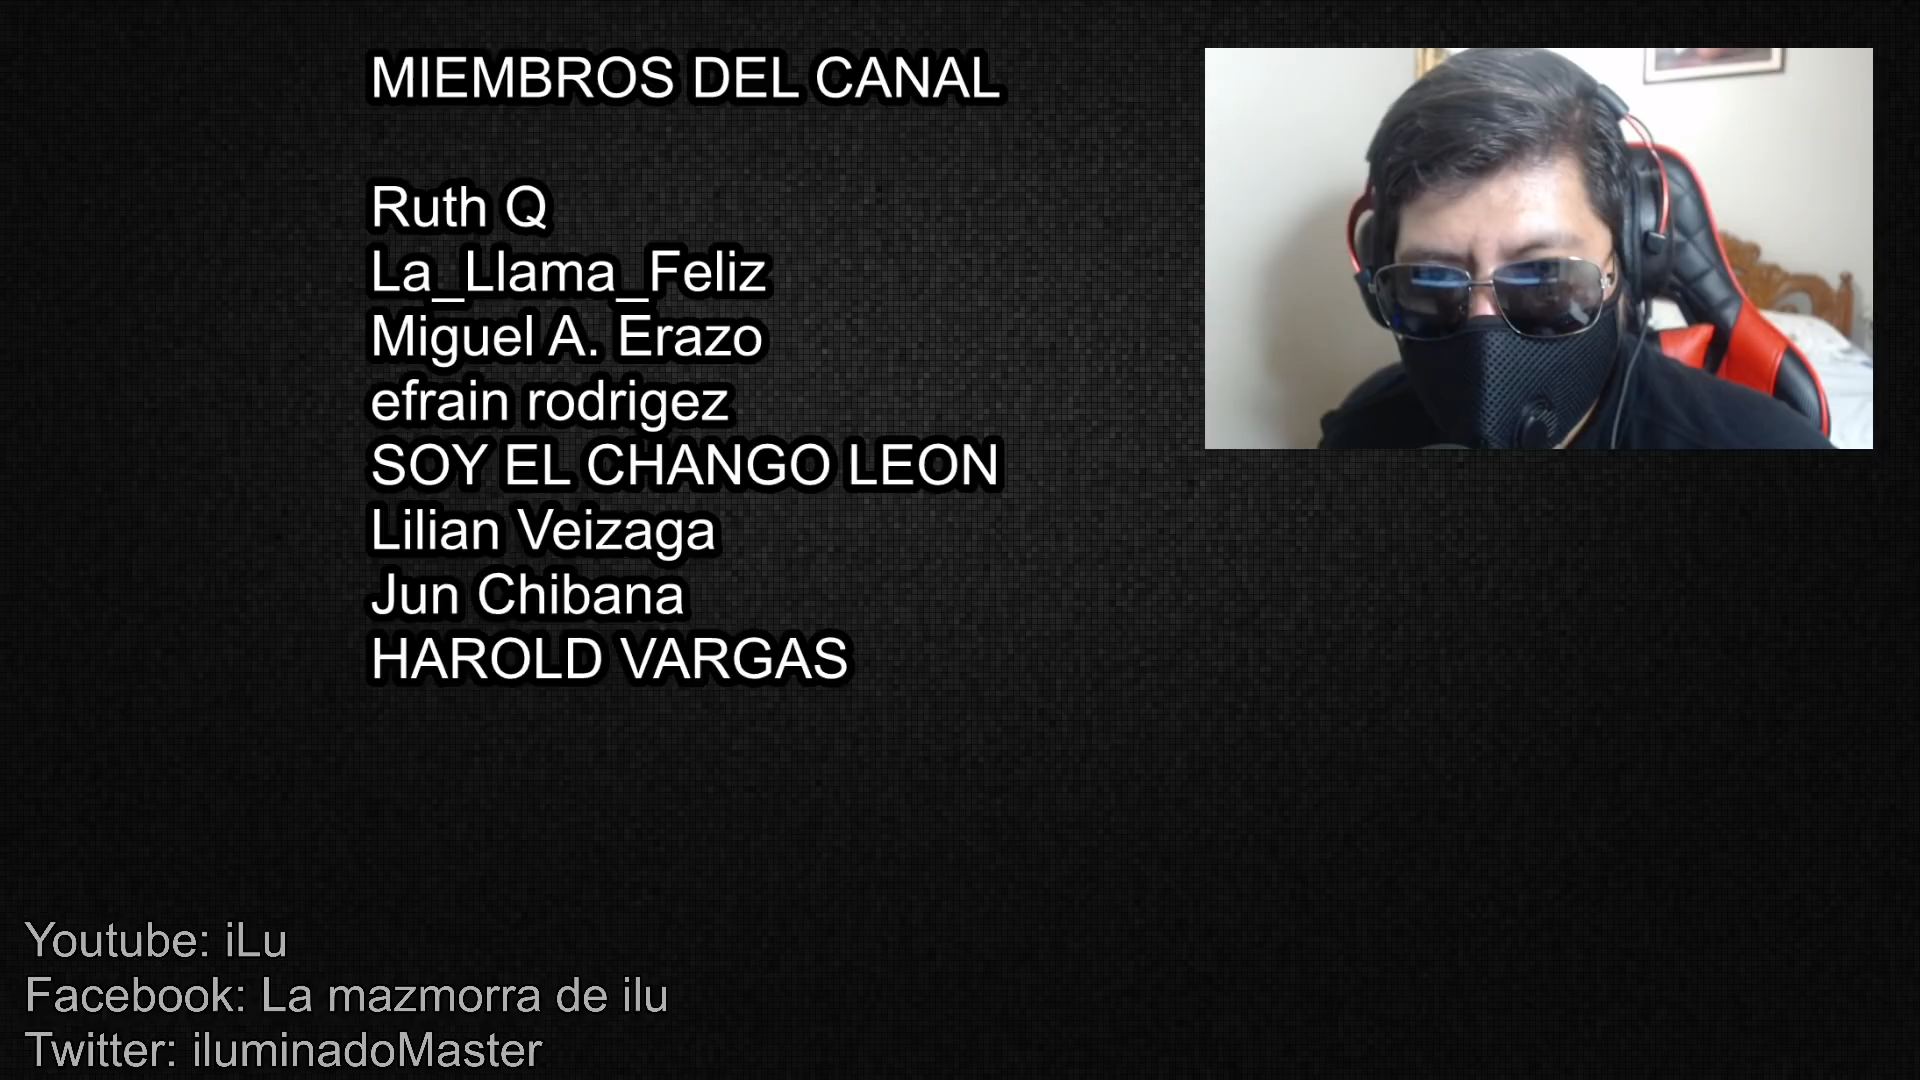 MIEMBROS DEL CANAL
Ruth Q
La_Llama_Feliz
Miguel A. Erazo
efrain rodrigez
SOY EL CHANGO LEON
Lilian Veizaga
Jun Chibana
HAROLD VARGAS
Youtube: iLu
Facebook: La mazmorra de ilu
Twitter: iluminadoMaster